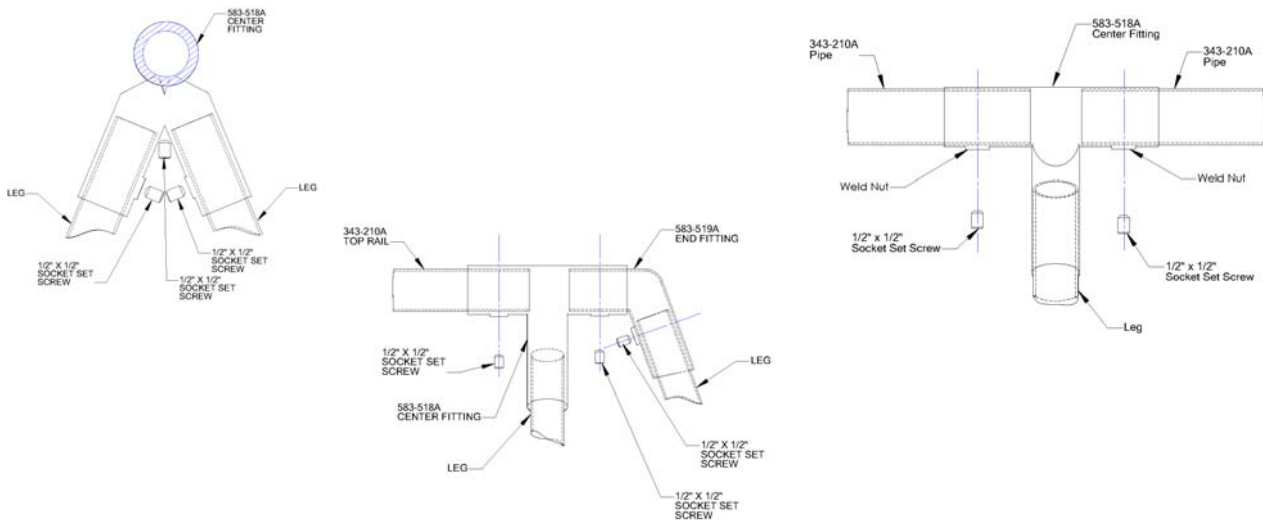 583-518A
CENTER
FITTING
LEG
LEG
1/2" X 1/2"
SOCKET SET
SCREW
1/2" X 1/2"
SOCKET SET
SCREW
1/2" X 1/2"
SOCKET SET
SCREW
343-210A
TOP RAIL
583-519A
END FITTING
1/2" X 1/2"
SOCKET SET
SCREW
LEG
583-518A
CENTER FITTING
LEG
1/2" X 1/2"
SOCKET SET
SCREW
1/2" X 1/2"
SOCKET SET
SCREW
583-518A
Center Fitting
343-210A
Pipe
343-210A
Pipe
Weld Nut
Weld Nut
1/2" x 1/2"
Socket Set Screw
1/2" x 1/2"
Socket Set Screw
Leg